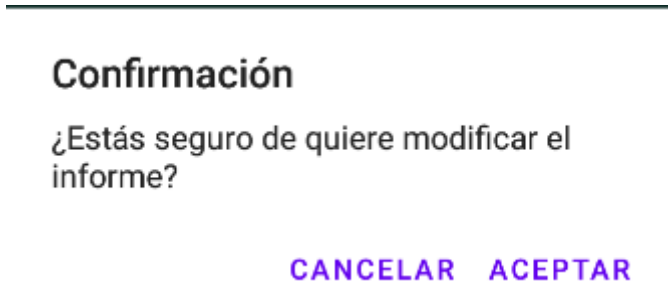 Confirmación
¿Estás seguro de quiere modificar el
informe?
CANCELAR ACEPTAR